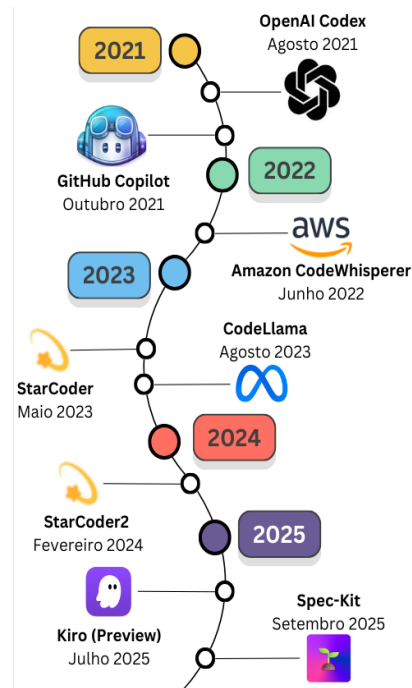 2021
OpenAI Codex
Agosto 2021
GitHub Copilot
Outubro 2021
2022
aws
Amazon CodeWhisperer
Junho 2022
2023
StarCoder
Maio 2023
CodeLlama
Agosto 2023
2024
StarCoder2
Fevereiro 2024
2025
Kiro (Preview)
Julho 2025
Spec-Kit
Setembro 2025